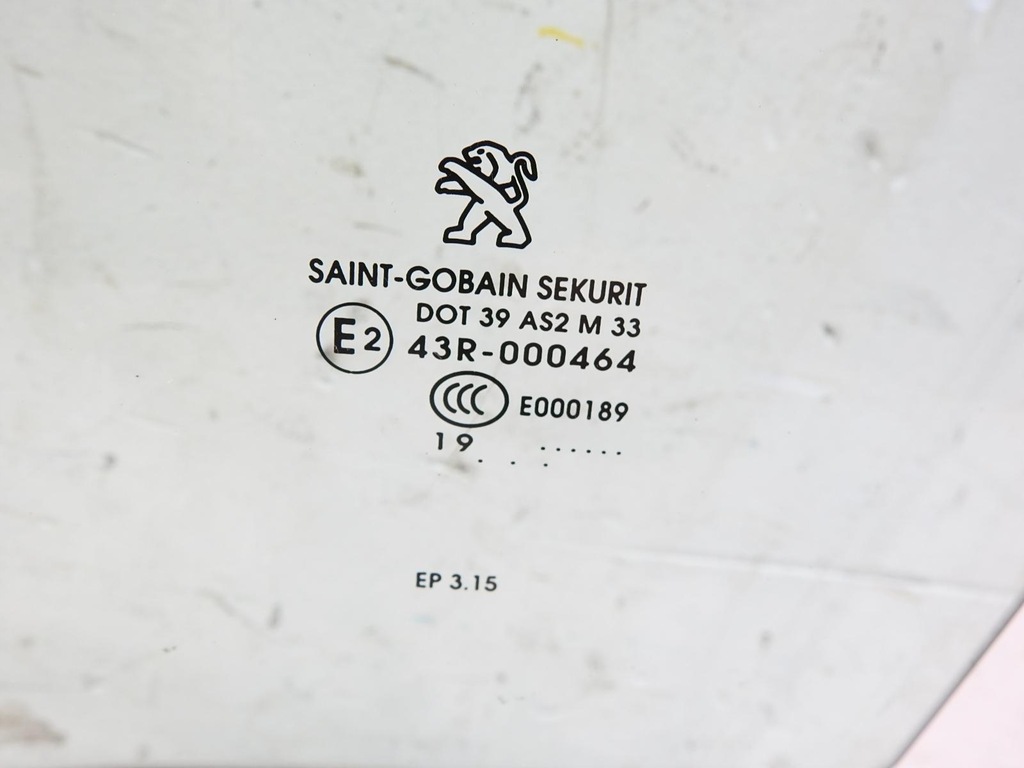 SAINT-GOBAIN SEKURIT
DOT 39 AS2 M 33
E2 43R-000464
CCC E000189
19 ......
. . .
EP 3.15